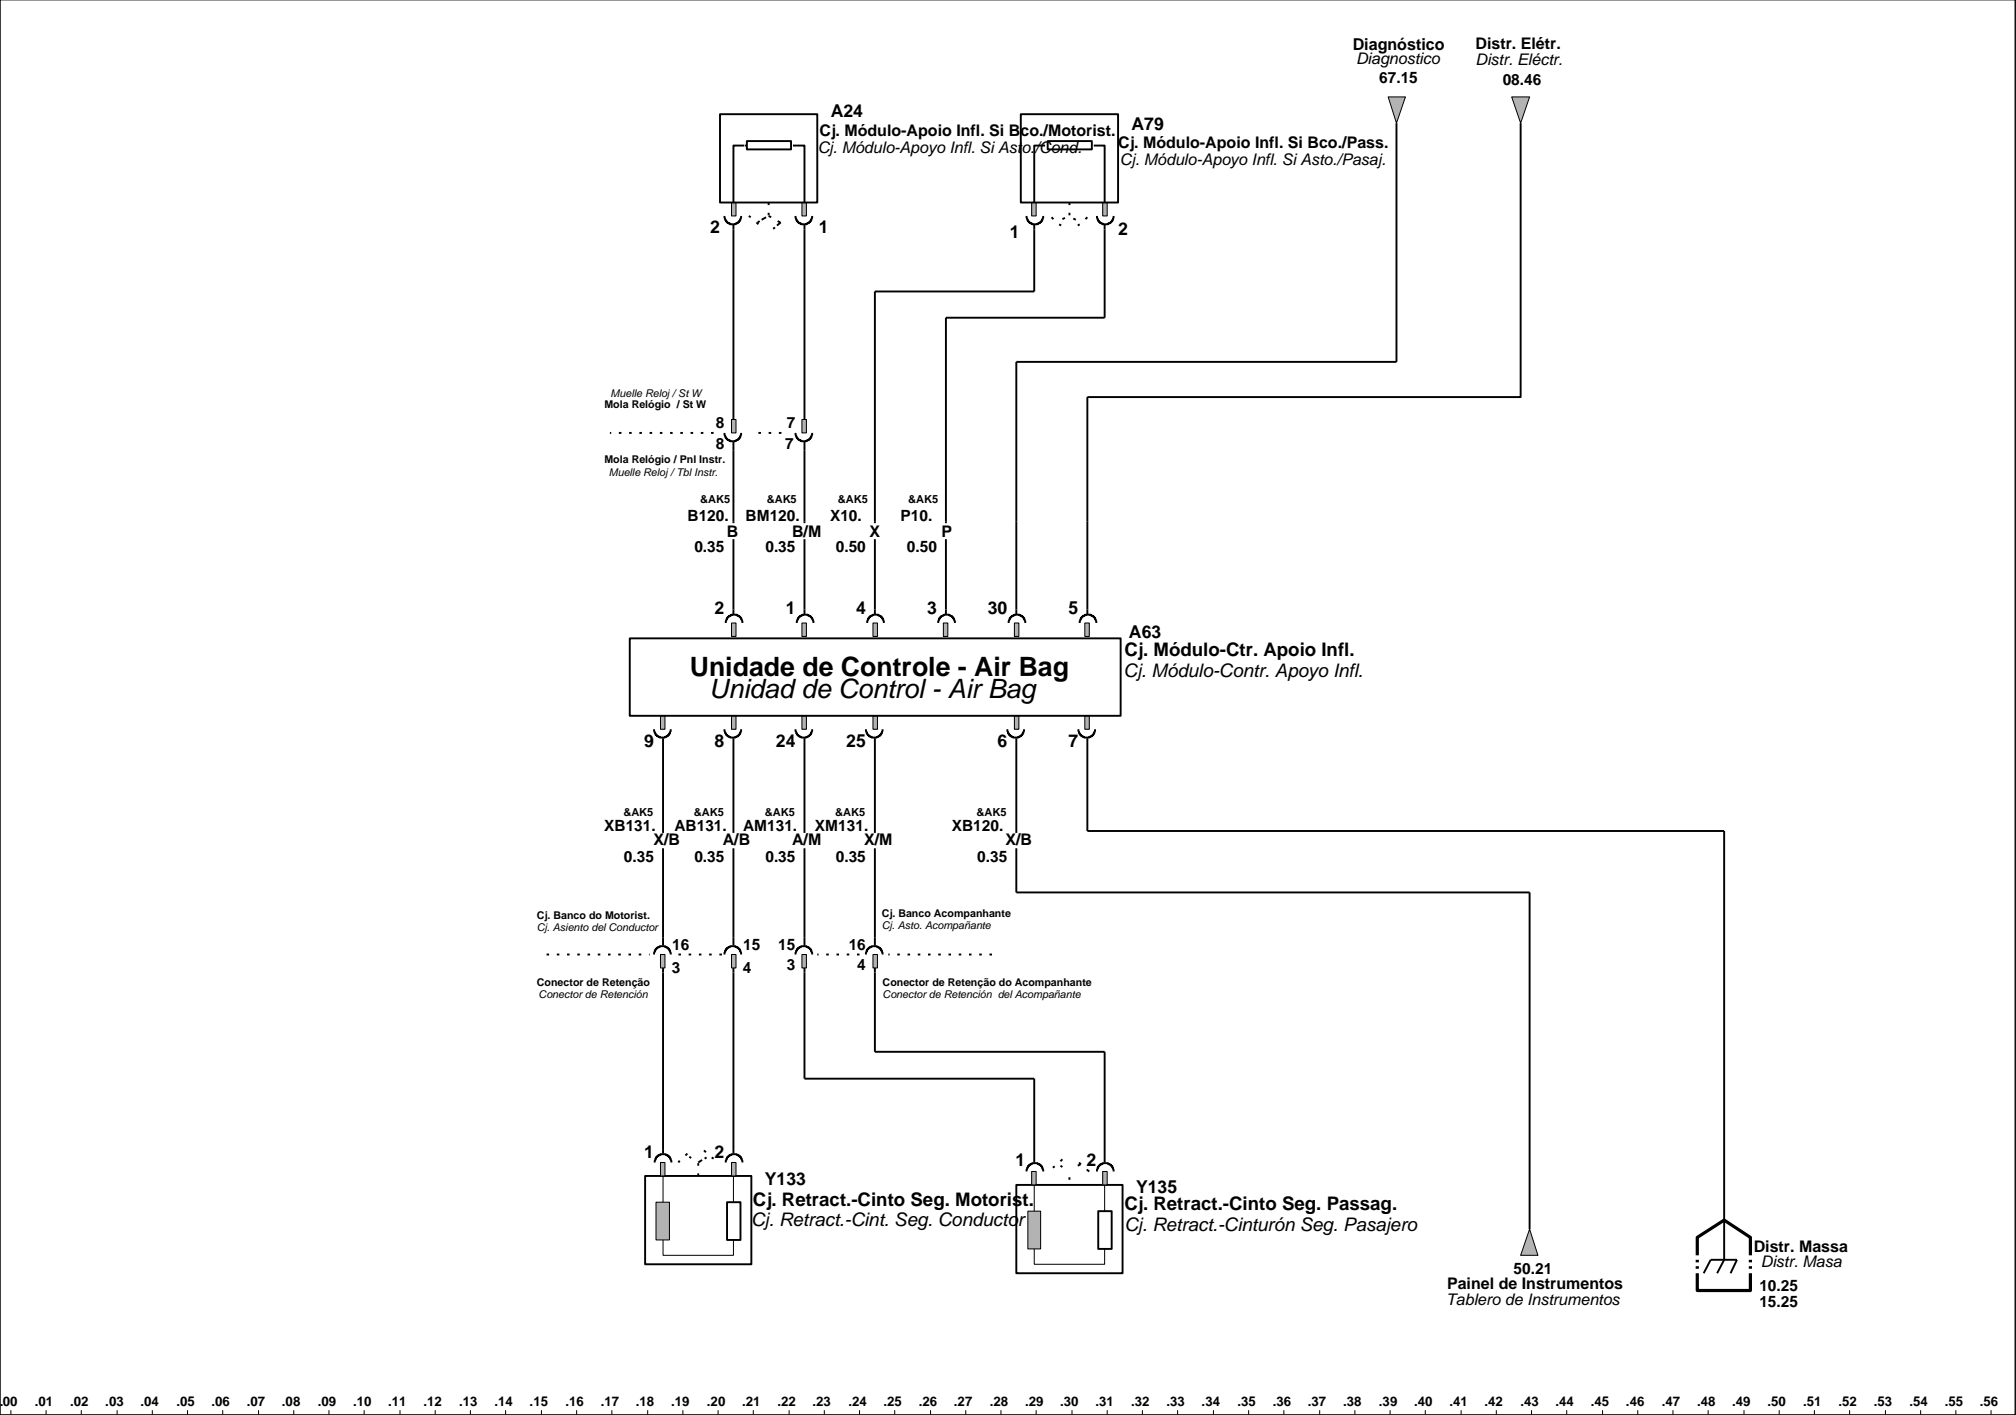 Diagnóstico
Diagnostico
67.15
Distr. Elétr.
Distr. Eléctr.
08.46
A24
Cj. Módulo-Apoio Infl. Si Bco./Motorist.
Cj. Módulo-Apoyo Infl. Si Asto./Cond.
A79
Cj. Módulo-Apoio Infl. Si Bco./Pass.
Cj. Módulo-Apoyo Infl. Si Asto./Pasaj.
2 1 1 2
Muelle Reloj / St W
Mola Relógio / St W
8 7
8 7
Mola Relógio / Pnl Instr.
Muelle Reloj / Tbl Instr.
&AK5 &AK5 &AK5 &AK5
B120. BM120. X10. P10.
B B/M X P
0.35 0.35 0.50 0.50
2 1 4 3 30 5
A63
Cj. Módulo-Ctr. Apoio Infl.
Cj. Módulo-Contr. Apoyo Infl.
Unidade de Controle - Air Bag
Unidad de Control - Air Bag
9 8 24 25 6 7
&AK5 &AK5 &AK5 &AK5 &AK5
XB131. AB131. AM131. XM131. XB120.
X/B A/B A/M X/M X/B
0.35 0.35 0.35 0.35 0.35
Cj. Banco do Motorist.
Cj. Asiento del Conductor
Cj. Banco Acompanhante
Cj. Asto. Acompañante
16 15 15 16
3 4 3 4
Conector de Retenção
Conector de Retención
Conector de Retenção do Acompanhante
Conector de Retención del Acompañante
1 2 1 2
Y133
Cj. Retract.-Cinto Seg. Motorist.
Cj. Retract.-Cint. Seg. Conductor
Y135
Cj. Retract.-Cinto Seg. Passag.
Cj. Retract.-Cinturón Seg. Pasajero
50.21
Painel de Instrumentos
Tablero de Instrumentos
Distr. Massa
Distr. Masa
10.25
15.25
.00 .01 .02 .03 .04 .05 .06 .07 .08 .09 .10 .11 .12 .13 .14 .15 .16 .17 .18 .19 .20 .21 .22 .23 .24 .25 .26 .27 .28 .29 .30 .31 .32 .33 .34 .35 .36 .37 .38 .39 .40 .41 .42 .43 .44 .45 .46 .47 .48 .49 .50 .51 .52 .53 .54 .55 .56